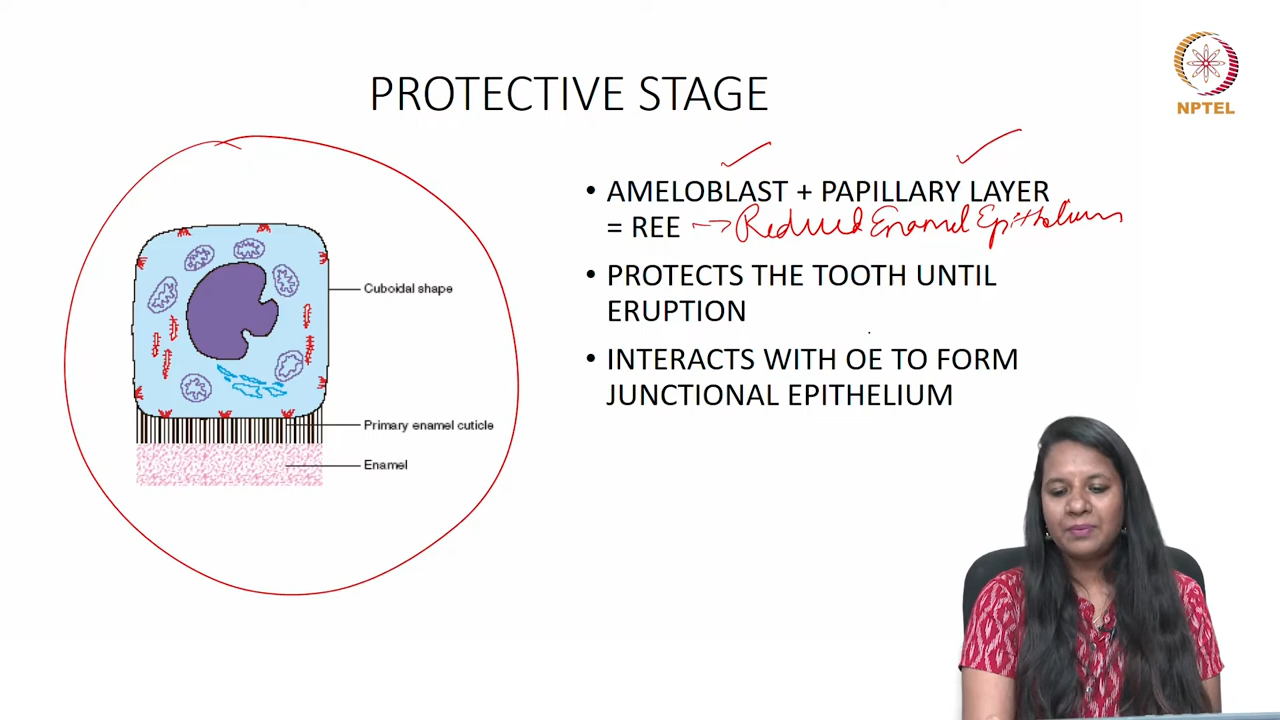 PROTECTIVE STAGE
NPTEL
• AMELOBLAST + PAPILLARY LAYER
= REE → Reduced Enamel Epithelium
• PROTECTS THE TOOTH UNTIL
ERUPTION
• INTERACTS WITH OE TO FORM
JUNCTIONAL EPITHELIUM
Cuboidal shape
Primary enamel cuticle
Enamel